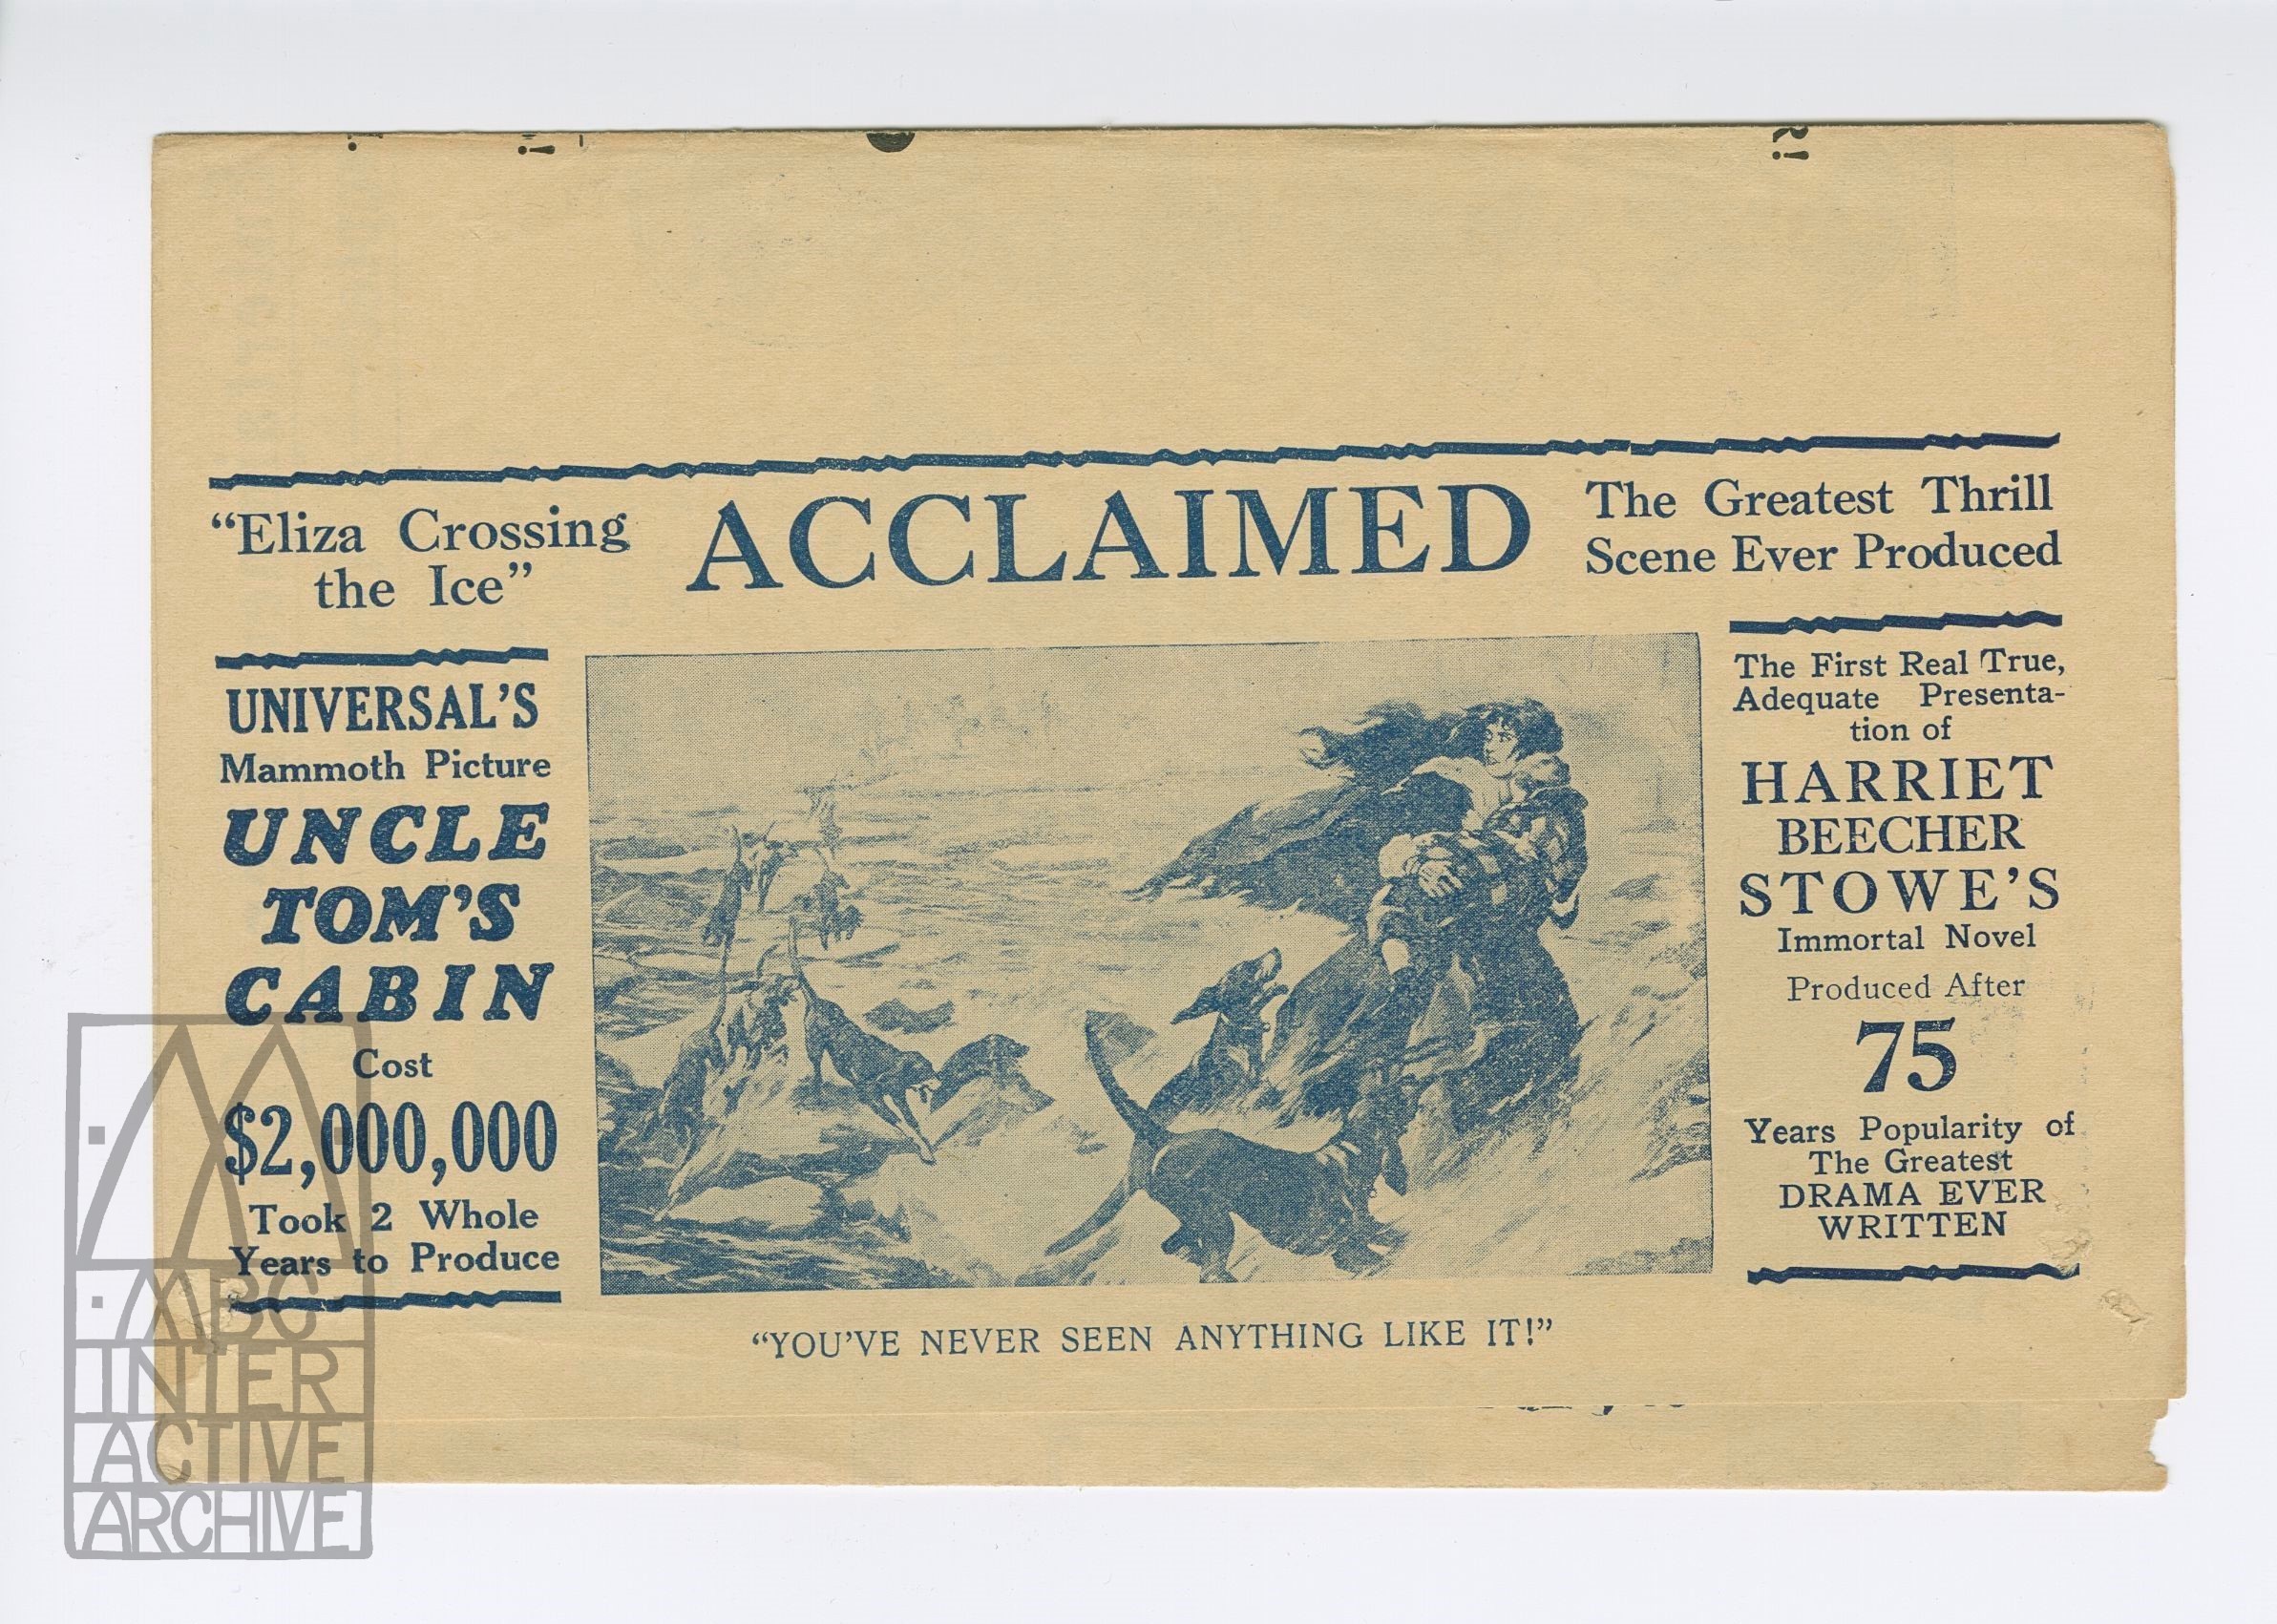 “Eliza Crossing
the Ice”
ACCLAIMED
The Greatest Thrill
Scene Ever Produced
UNIVERSAL’S
Mammoth Picture
UNCLE
TOM’S
CABIN
Cost
$2,000,000
Took 2 Whole
Years to Produce
The First Real True,
Adequate Presenta-
tion of
HARRIET
BEECHER
STOWE’S
Immortal Novel
Produced After
75
Years Popularity of
The Greatest
DRAMA EVER
WRITTEN
“YOU’VE NEVER SEEN ANYTHING LIKE IT!”
ABC
INTER
ACTIVE
ARCHIVE